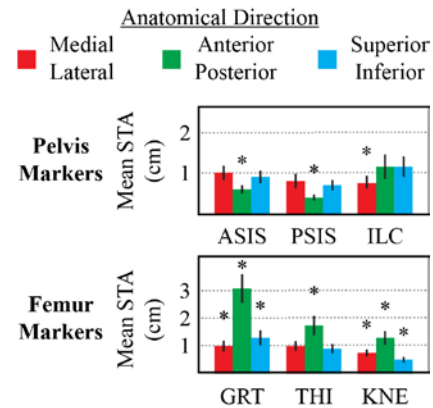 Anatomical Direction
Medial Lateral
Anterior Posterior
Superior Inferior
Pelvis Markers
Mean STA (cm)
2
1
* * *
ASIS PSIS ILC
Femur Markers
Mean STA (cm)
3
2
1
* * * * * * *
GRT THI KNE